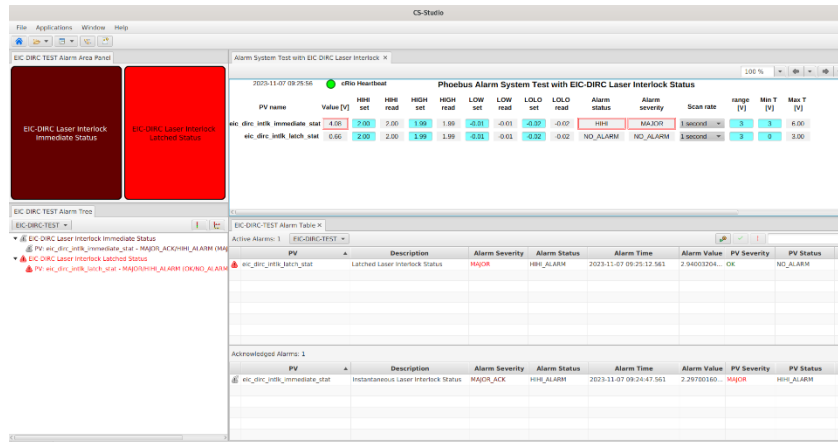 CS-Studio
File Applications Window Help
EIC-DIRC-TEST Alarm Area Panel
EIC-DIRC Laser Interlock
Immediate Status
EIC-DIRC Laser Interlock
Latched Status
EIC-DIRC-TEST Alarm Tree
EIC-DIRC-TEST
EIC-DIRC Laser Interlock Immediate Status
PV: eic_dirc_intlk_immediate_stat - MAJOR_ACK/HIHI_ALARM (MAJ
EIC-DIRC Laser Interlock Latched Status
PV: eic_dirc_intlk_latch_stat - MAJOR/HIHI_ALARM (OK/NO_ALARM
Alarm System Test with EIC DIRC Laser Interlock
100 %
2023-11-07 09:25:56 cRio Heartbeat Phoebus Alarm System Test with EIC-DIRC Laser Interlock Status
PV name Value [V] HIHI set HIHI read HIGH set HIGH read LOW set LOW read LOLO set LOLO read Alarm status Alarm severity Scan rate range [V] Min T [V] Max T [V]
eic_dirc_intlk_immediate_stat 4.08 2.00 2.00 1.99 1.99 -0.01 -0.01 -0.02 -0.02 HIHI MAJOR 1 second 3 3 6.00
eic_dirc_intlk_latch_stat 0.66 2.00 2.00 1.99 1.99 -0.01 -0.01 -0.02 -0.02 NO_ALARM NO_ALARM 1 second 3 0 3.00
EIC-DIRC-TEST Alarm Table
Active Alarms: 1 EIC-DIRC-TEST
PV Description Alarm Severity Alarm Status Alarm Time Alarm Value PV Severity PV Status
eic_dirc_intlk_latch_stat Latched Laser Interlock Status MAJOR HIHI_ALARM 2023-11-07 09:25:12.561 2.94003204... OK NO_ALARM
Acknowledged Alarms: 1
PV Description Alarm Severity Alarm Status Alarm Time Alarm Value PV Severity PV Status
eic_dirc_intlk_immediate_stat Instantaneous Laser Interlock Status MAJOR_ACK HIHI_ALARM 2023-11-07 09:24:47.561 2.29780160... MAJOR HIHI_ALARM